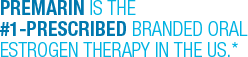 PREMARIN IS THE
#1-PRESCRIBED BRANDED ORAL
ESTROGEN THERAPY IN THE US.*